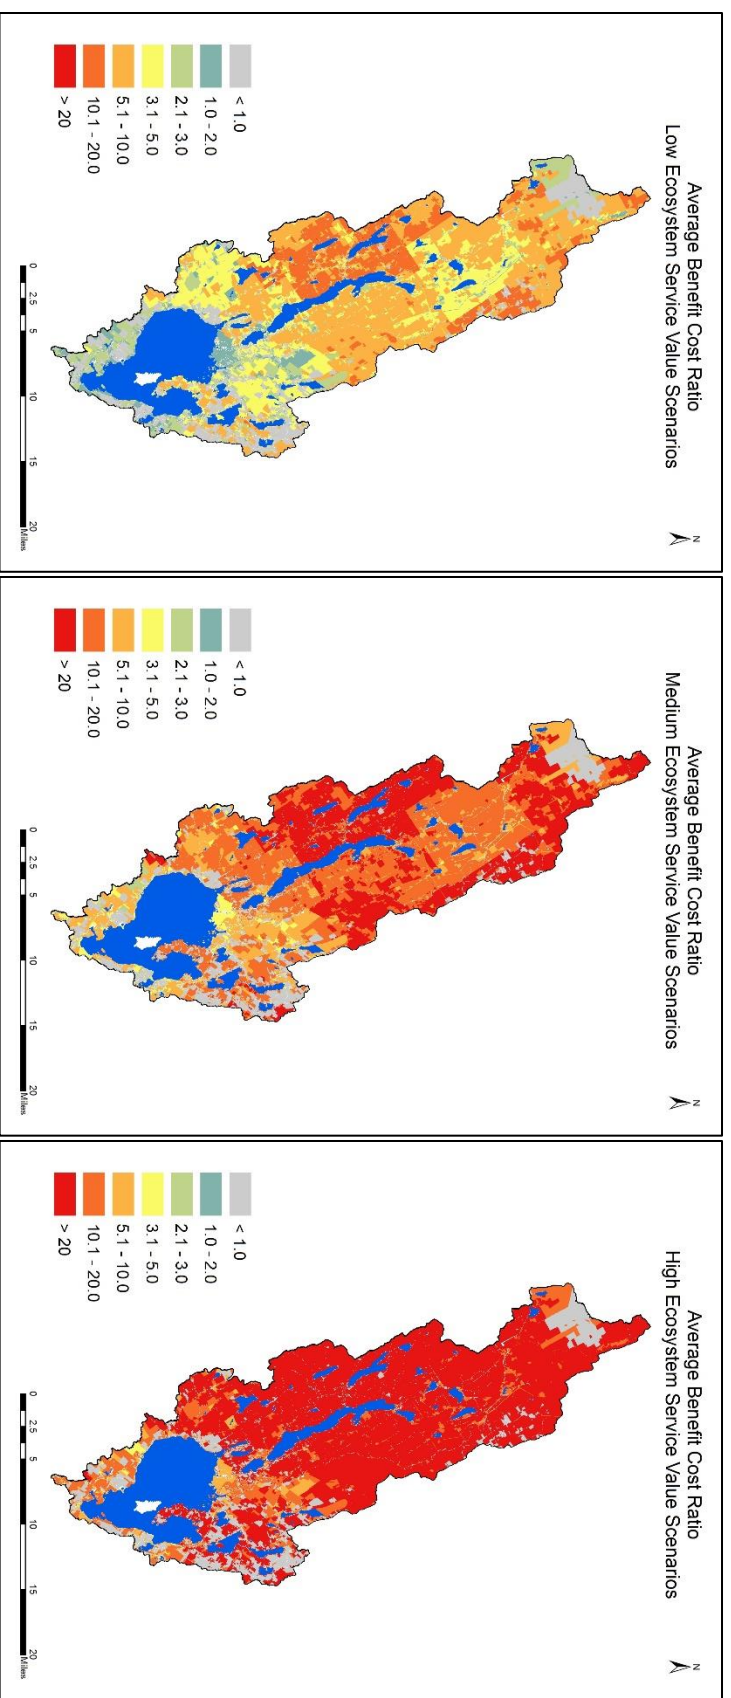 Average Benefit Cost Ratio
Low Ecosystem Service Value Scenarios
N
< 1.0
1.0 - 2.0
2.1 - 3.0
3.1 - 5.0
5.1 - 10.0
10.1 - 20.0
> 20
0 2.5 5 10 15 20
Miles
Average Benefit Cost Ratio
Medium Ecosystem Service Value Scenarios
N
< 1.0
1.0 - 2.0
2.1 - 3.0
3.1 - 5.0
5.1 - 10.0
10.1 - 20.0
> 20
0 2.5 5 10 15 20
Miles
Average Benefit Cost Ratio
High Ecosystem Service Value Scenarios
N
< 1.0
1.0 - 2.0
2.1 - 3.0
3.1 - 5.0
5.1 - 10.0
10.1 - 20.0
> 20
0 2.5 5 10 15 20
Miles